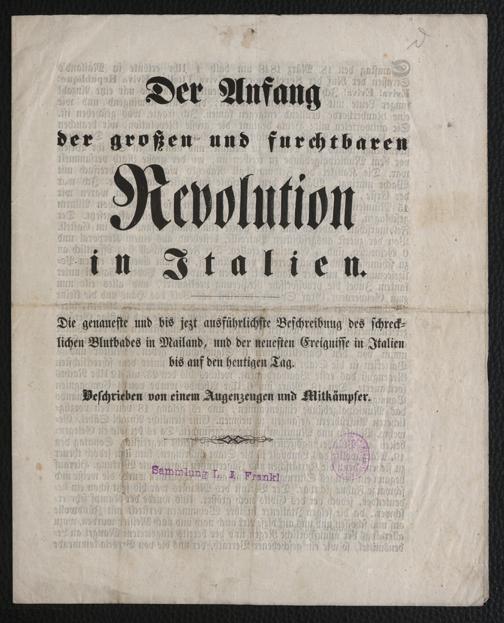 Der Anfang
der großen und furchtbaren
Revolution
in Italien.
Die genaueste und bis jezt ausführlichste Beschreibung des schreck-
lichen Blutbades in Mailand, und der neuesten Ereignisse in Italien
bis auf den heutigen Tag.
Beschrieben von einem Augenzeugen und Mitkämpfer.
Sammlung L. A. Frankl